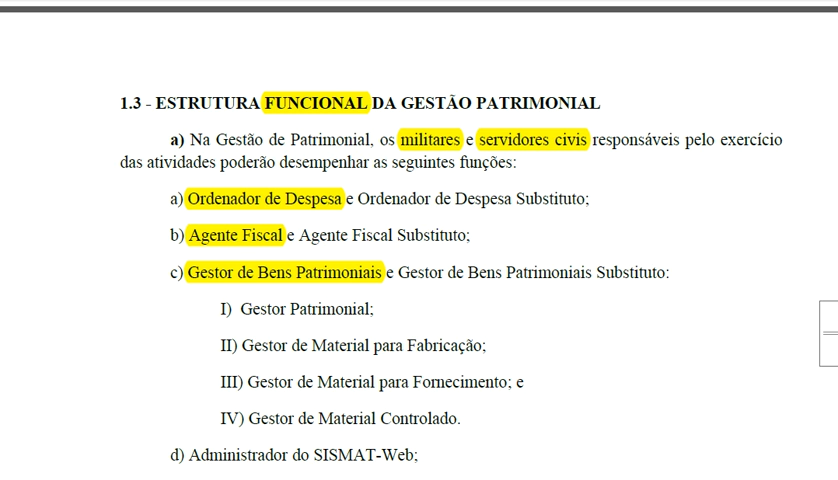 1.3 - ESTRUTURA FUNCIONAL DA GESTÃO PATRIMONIAL
a) Na Gestão de Patrimonial, os militares e servidores civis responsáveis pelo exercício
das atividades poderão desempenhar as seguintes funções:
a) Ordenador de Despesa e Ordenador de Despesa Substituto;
b) Agente Fiscal e Agente Fiscal Substituto;
c) Gestor de Bens Patrimoniais e Gestor de Bens Patrimoniais Substituto:
I) Gestor Patrimonial;
II) Gestor de Material para Fabricação;
III) Gestor de Material para Fornecimento; e
IV) Gestor de Material Controlado.
d) Administrador do SISMAT-Web;